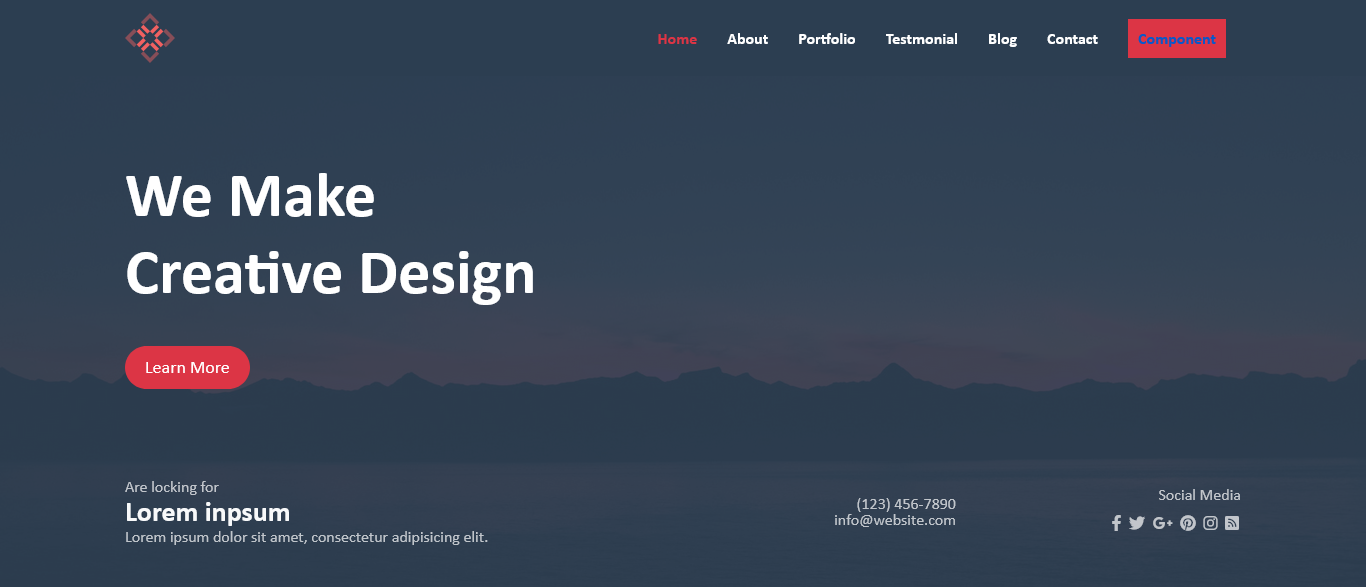 Home About Portfolio Testmonial Blog Contact Component
We Make
Creative Design
Learn More
Are locking for
Lorem inpsum
Lorem ipsum dolor sit amet, consectetur adipisicing elit.
(123) 456-7890
info@website.com
Social Media